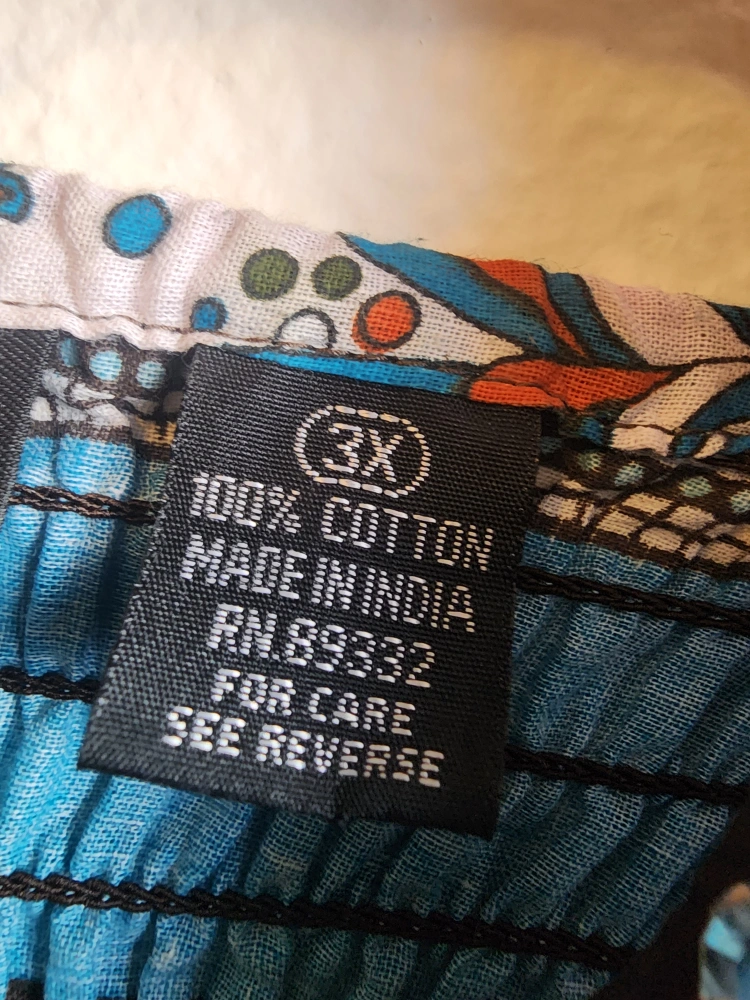 3X
100% COTTON
MADE IN INDIA
RN.89332
FOR CARE
SEE REVERSE